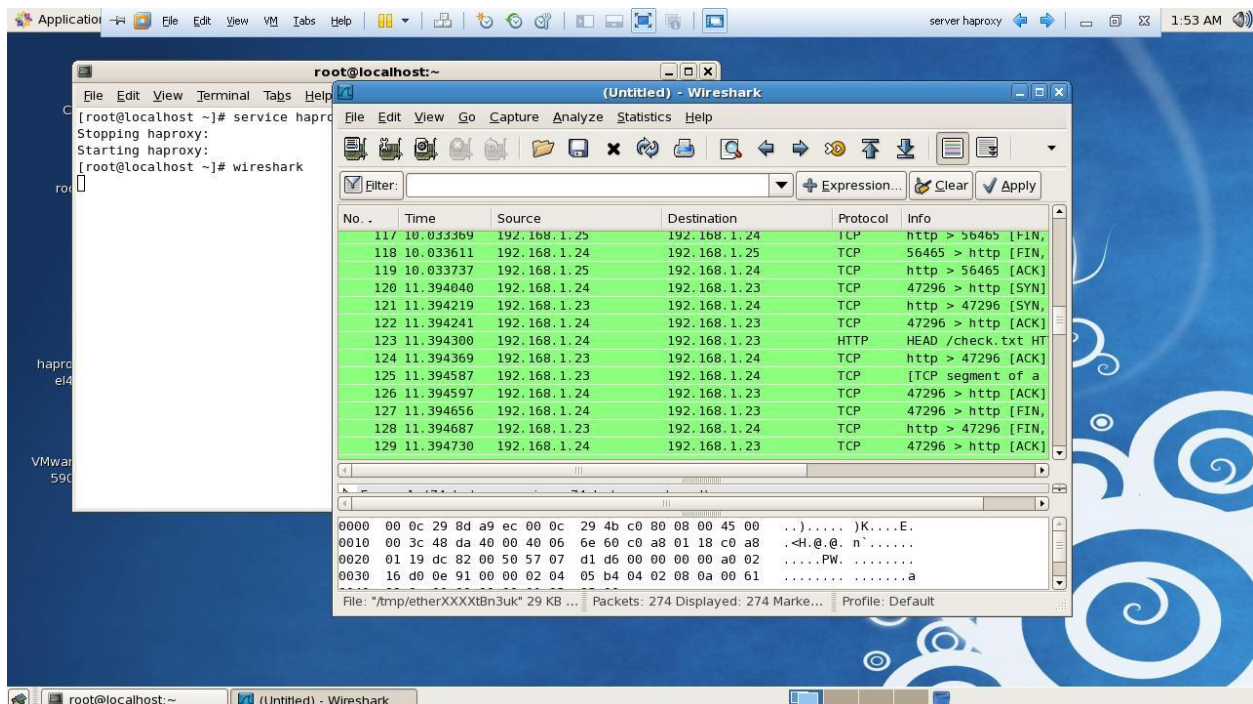 Application File Edit View VM Tabs Help server haproxy 1:53 AM
root@localhost:~
File Edit View Terminal Tabs Help
[root@localhost ~]# service hapro
Stopping haproxy:
Starting haproxy:
[root@localhost ~]# wireshark
hapro
el4
VMwar
590
(Untitled) - Wireshark
File Edit View Go Capture Analyze Statistics Help
Filter: Expression... Clear Apply
No. . Time Source Destination Protocol Info
117 10.033369 192.168.1.25 192.168.1.24 TCP http > 56465 [FIN,
118 10.033611 192.168.1.24 192.168.1.25 TCP 56465 > http [FIN,
119 10.033737 192.168.1.25 192.168.1.24 TCP http > 56465 [ACK]
120 11.394040 192.168.1.24 192.168.1.23 TCP 47296 > http [SYN]
121 11.394219 192.168.1.23 192.168.1.24 TCP http > 47296 [SYN,
122 11.394241 192.168.1.24 192.168.1.23 TCP 47296 > http [ACK]
123 11.394300 192.168.1.24 192.168.1.23 HTTP HEAD /check.txt HT
124 11.394369 192.168.1.23 192.168.1.24 TCP http > 47296 [ACK]
125 11.394587 192.168.1.23 192.168.1.24 TCP [TCP segment of a
126 11.394597 192.168.1.24 192.168.1.23 TCP 47296 > http [ACK]
127 11.394656 192.168.1.24 192.168.1.23 TCP 47296 > http [FIN,
128 11.394687 192.168.1.23 192.168.1.24 TCP http > 47296 [FIN,
129 11.394730 192.168.1.24 192.168.1.23 TCP 47296 > http [ACK]
0000 00 0c 29 8d a9 ec 00 0c 29 4b c0 80 08 00 45 00 ..)..... )K....E.
0010 00 3c 48 da 40 00 40 06 6e 60 c0 a8 01 18 c0 a8 .<H.@.@. n`......
0020 01 19 dc 82 00 50 57 07 d1 d6 00 00 00 00 a0 02 .....PW. ........
0030 16 d0 0e 91 00 00 02 04 05 b4 04 02 08 0a 00 61 ........ .......a
File: "/tmp/etherXXXXtBn3uk" 29 KB ... Packets: 274 Displayed: 274 Marke... Profile: Default
root@localhost:~ (Untitled) - Wireshark